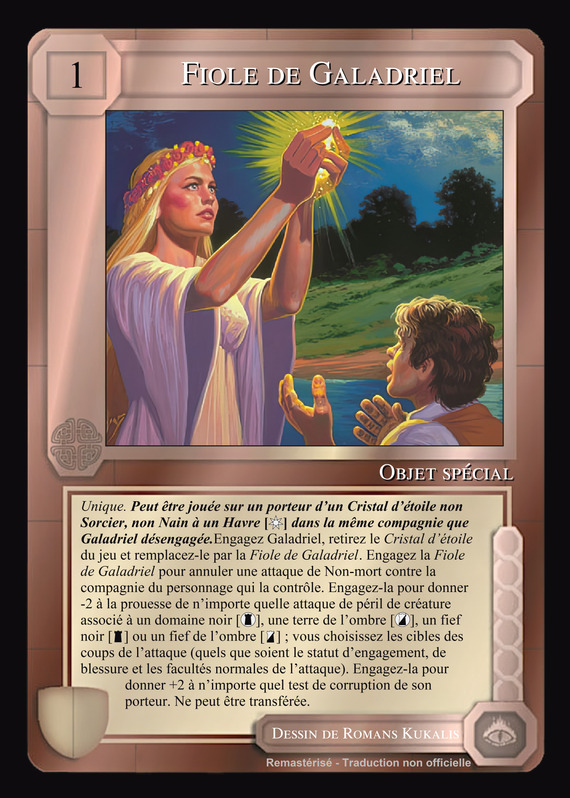 1
FIOLE DE GALADRIEL
OBJET SPÉCIAL
Unique. Peut être jouée sur un porteur d'un Cristal d'étoile non
Sorcier, non Nain à un Havre [] dans la même compagnie que
Galadriel désengagée.Engagez Galadriel, retirez le Cristal d'étoile
du jeu et remplacez-le par la Fiole de Galadriel. Engagez la Fiole
de Galadriel pour annuler une attaque de Non-mort contre la
compagnie du personnage qui la contrôle. Engagez-la pour donner
-2 à la prouesse de n'importe quelle attaque de péril de créature
associé à un domaine noir [], une terre de l'ombre [], un fief
noir [] ou un fief de l'ombre [] ; vous choisissez les cibles des
coups de l'attaque (quels que soient le statut d'engagement, de
blessure et les facultés normales de l'attaque). Engagez-la pour
donner +2 à n'importe quel test de corruption de son
porteur. Ne peut être transférée.
DESSIN DE ROMANS KUKALIS
Remastérisé - Traduction non officielle